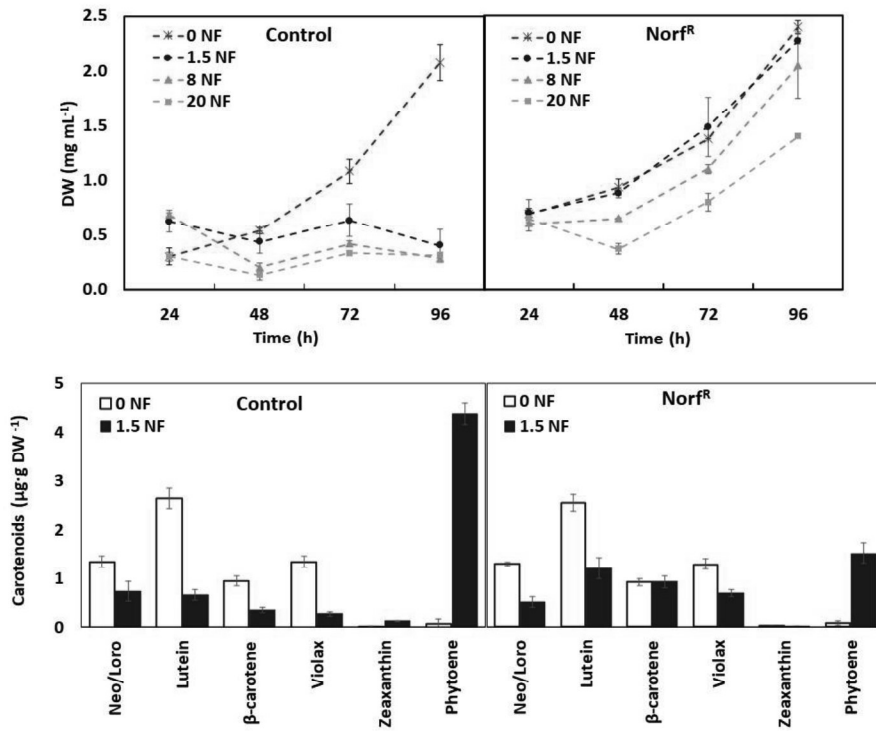 Control
0 NF
1.5 NF
8 NF
20 NF
Norfᴿ
0 NF
1.5 NF
8 NF
20 NF
DW (mg mL⁻¹)
2.5
2.0
1.5
1.0
0.5
0.0
24 48 72 96
Time (h)
24 48 72 96
Time (h)
Control
0 NF
1.5 NF
Norfᴿ
0 NF
1.5 NF
Carotenoids (µg·g DW ⁻¹)
5
4
3
2
1
0
Neo/Loro
Lutein
β-carotene
Violax
Zeaxanthin
Phytoene
Neo/Loro
Lutein
β-carotene
Violax
Zeaxanthin
Phytoene